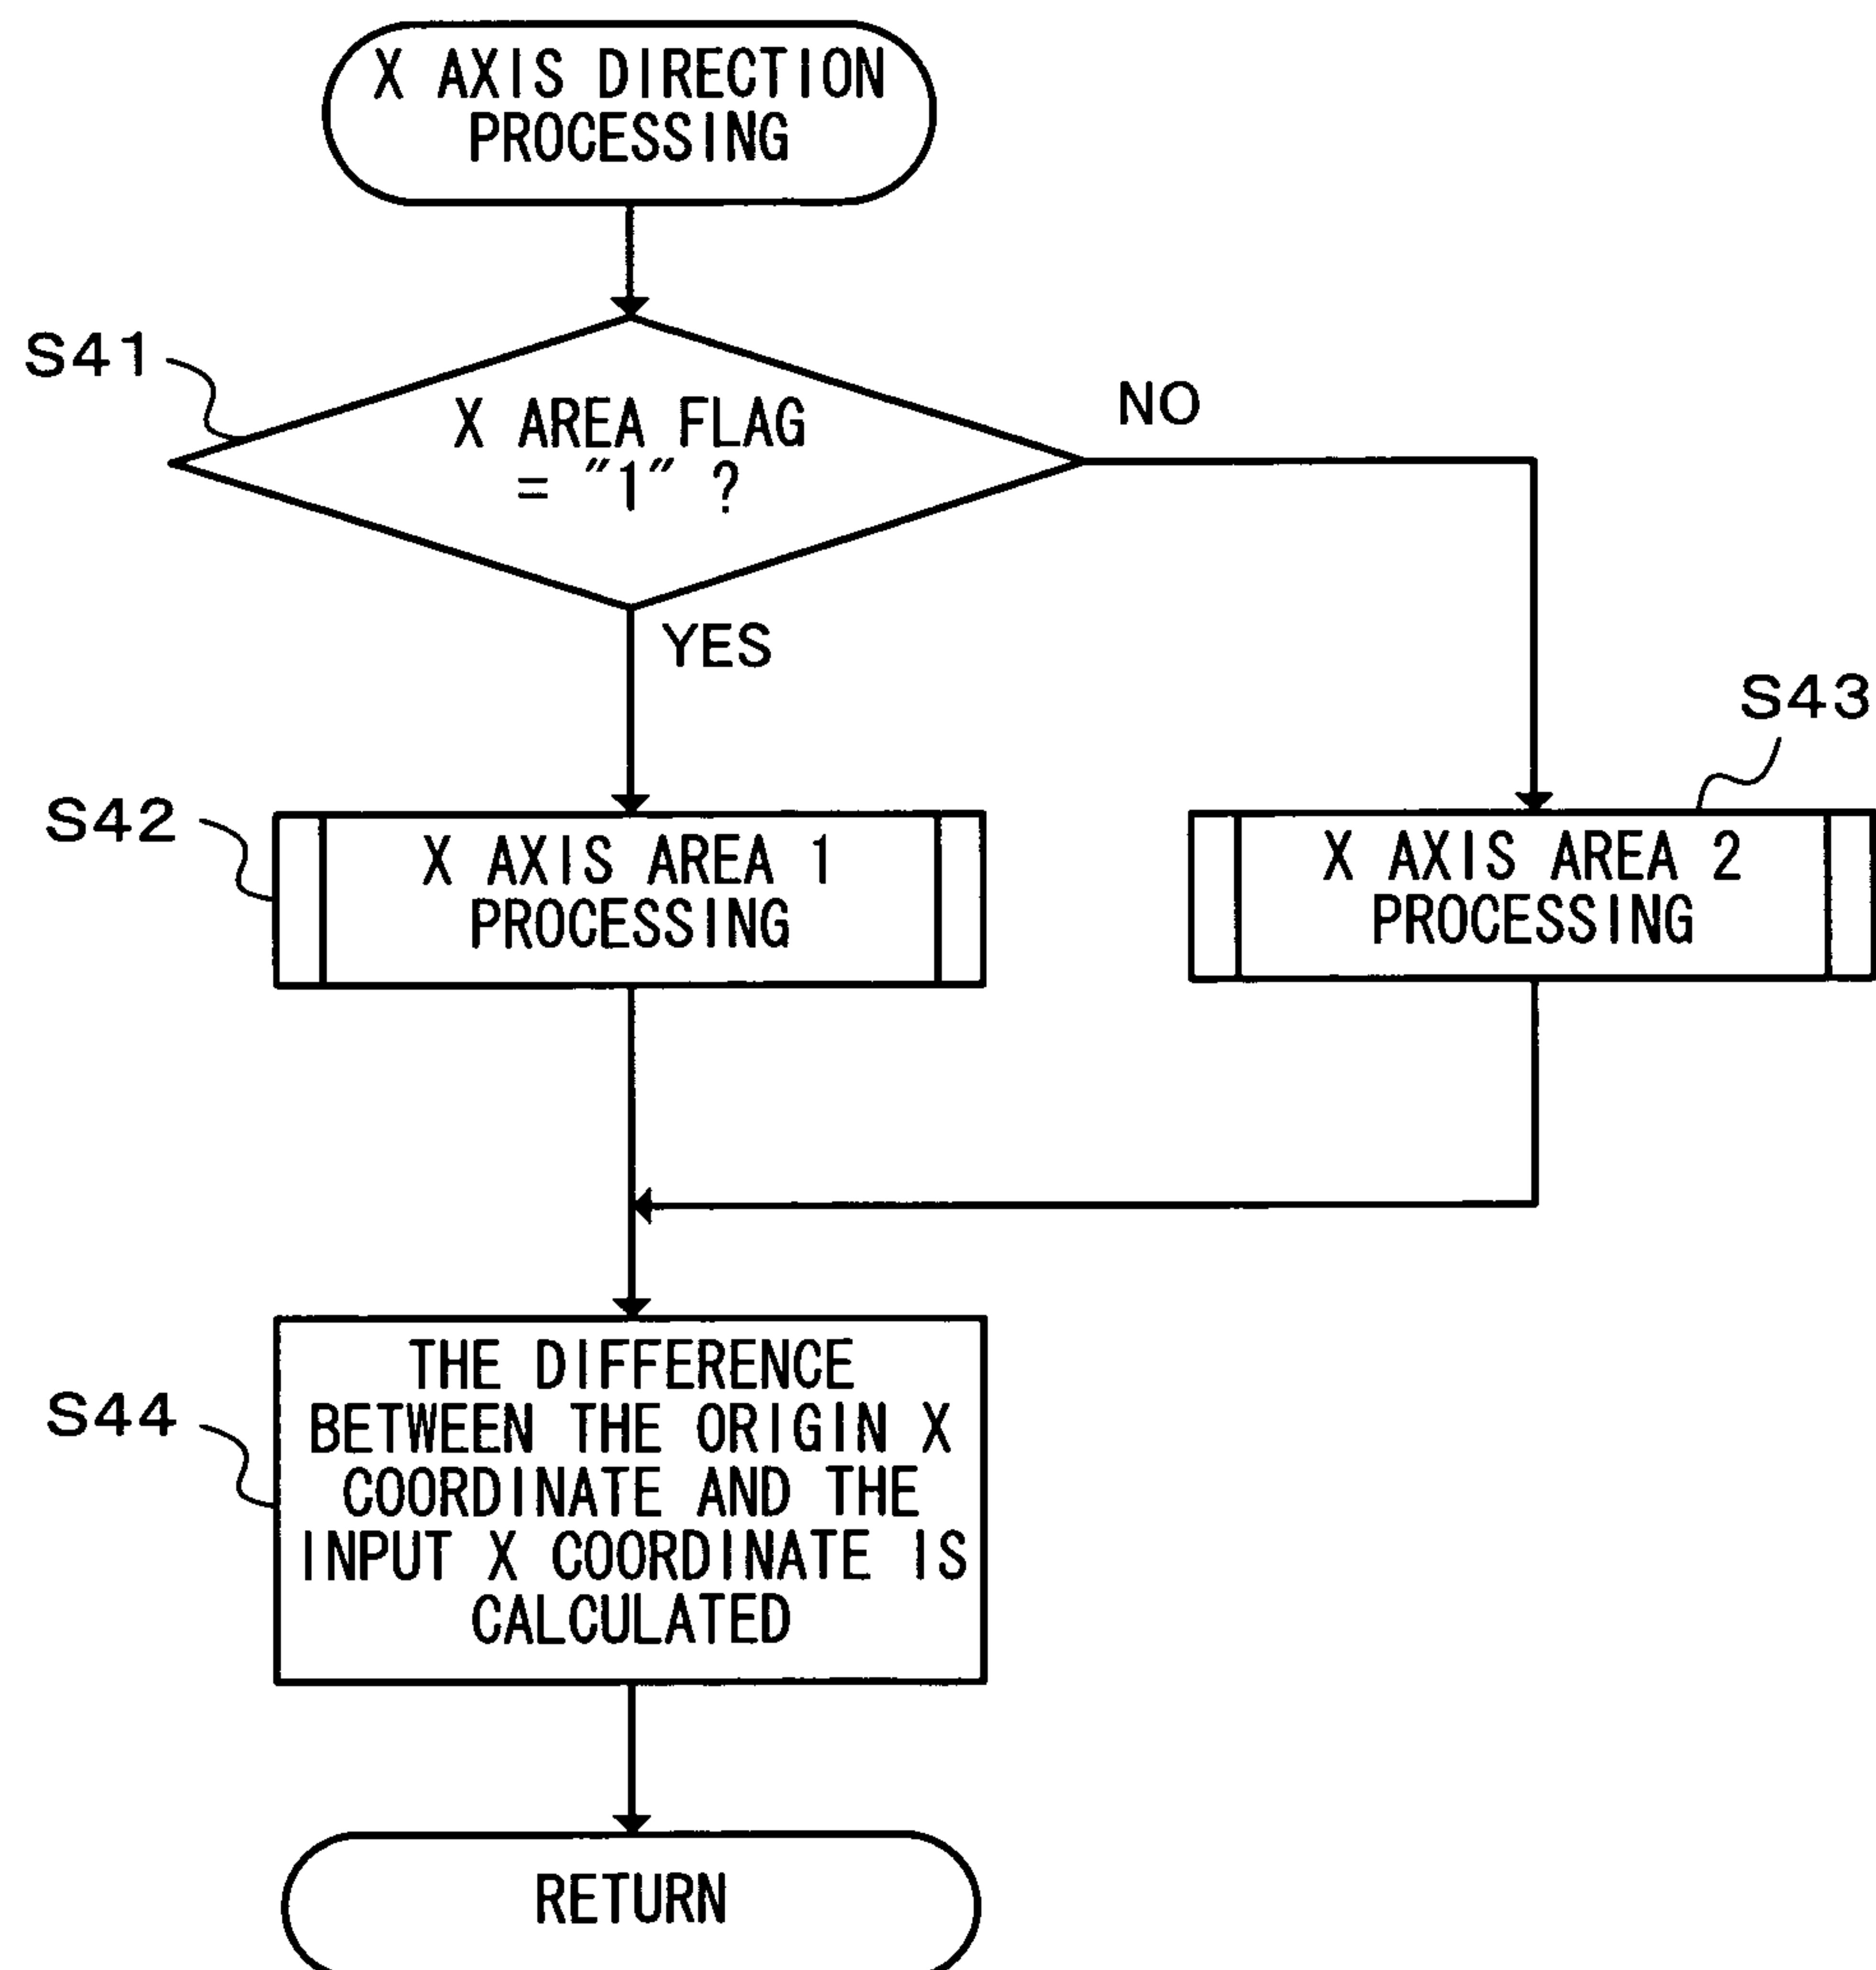 X AXIS DIRECTION
PROCESSING
S41
X AREA FLAG
= "1" ?
NO
YES
S43
S42
X AXIS AREA 1
PROCESSING
X AXIS AREA 2
PROCESSING
S44
THE DIFFERENCE
BETWEEN THE ORIGIN X
COORDINATE AND THE
INPUT X COORDINATE IS
CALCULATED
RETURN